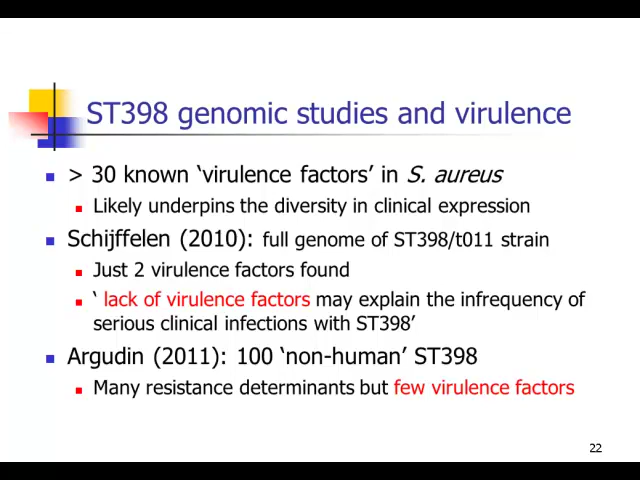 ST398 genomic studies and virulence
> 30 known ‘virulence factors’ in S. aureus
Likely underpins the diversity in clinical expression
Schijffelen (2010): full genome of ST398/t011 strain
Just 2 virulence factors found
‘ lack of virulence factors may explain the infrequency of
serious clinical infections with ST398’
Argudin (2011): 100 ‘non-human’ ST398
Many resistance determinants but few virulence factors
22